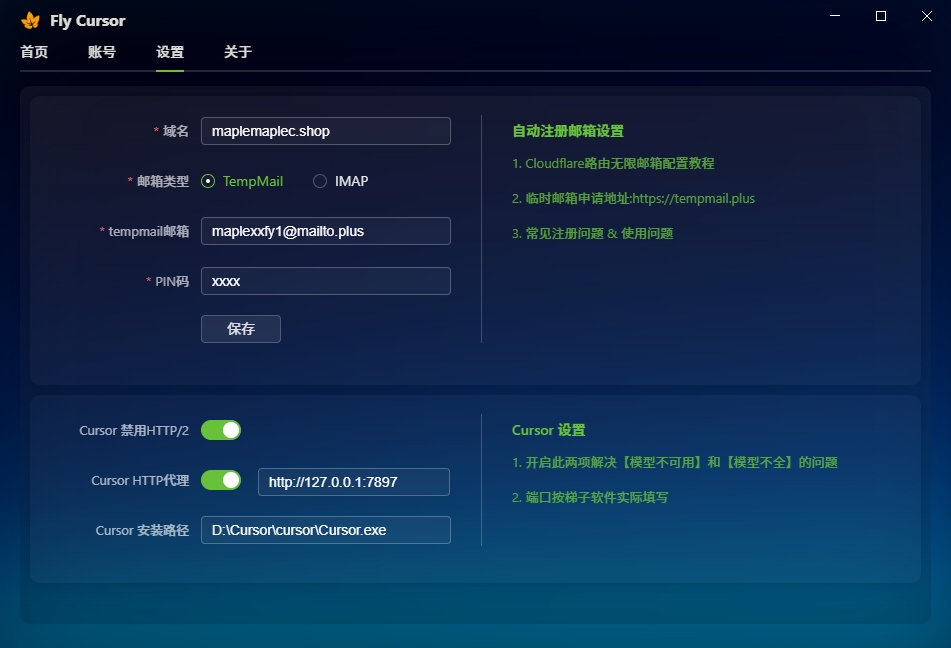 Fly Cursor
首页 账号 设置 关于
* 域名 maplemaplec.shop
* 邮箱类型 TempMail IMAP
* tempmail邮箱 maplexxfy1@mailto.plus
* PIN码 xxxx
保存
自动注册邮箱设置
1. Cloudflare路由无限邮箱配置教程
2. 临时邮箱申请地址:https://tempmail.plus
3. 常见注册问题 & 使用问题
Cursor 禁用HTTP/2
Cursor HTTP代理 http://127.0.0.1:7897
Cursor 安装路径 D:\Cursor\cursor\Cursor.exe
Cursor 设置
1. 开启此两项解决【模型不可用】和【模型不全】的问题
2. 端口按梯子软件实际填写